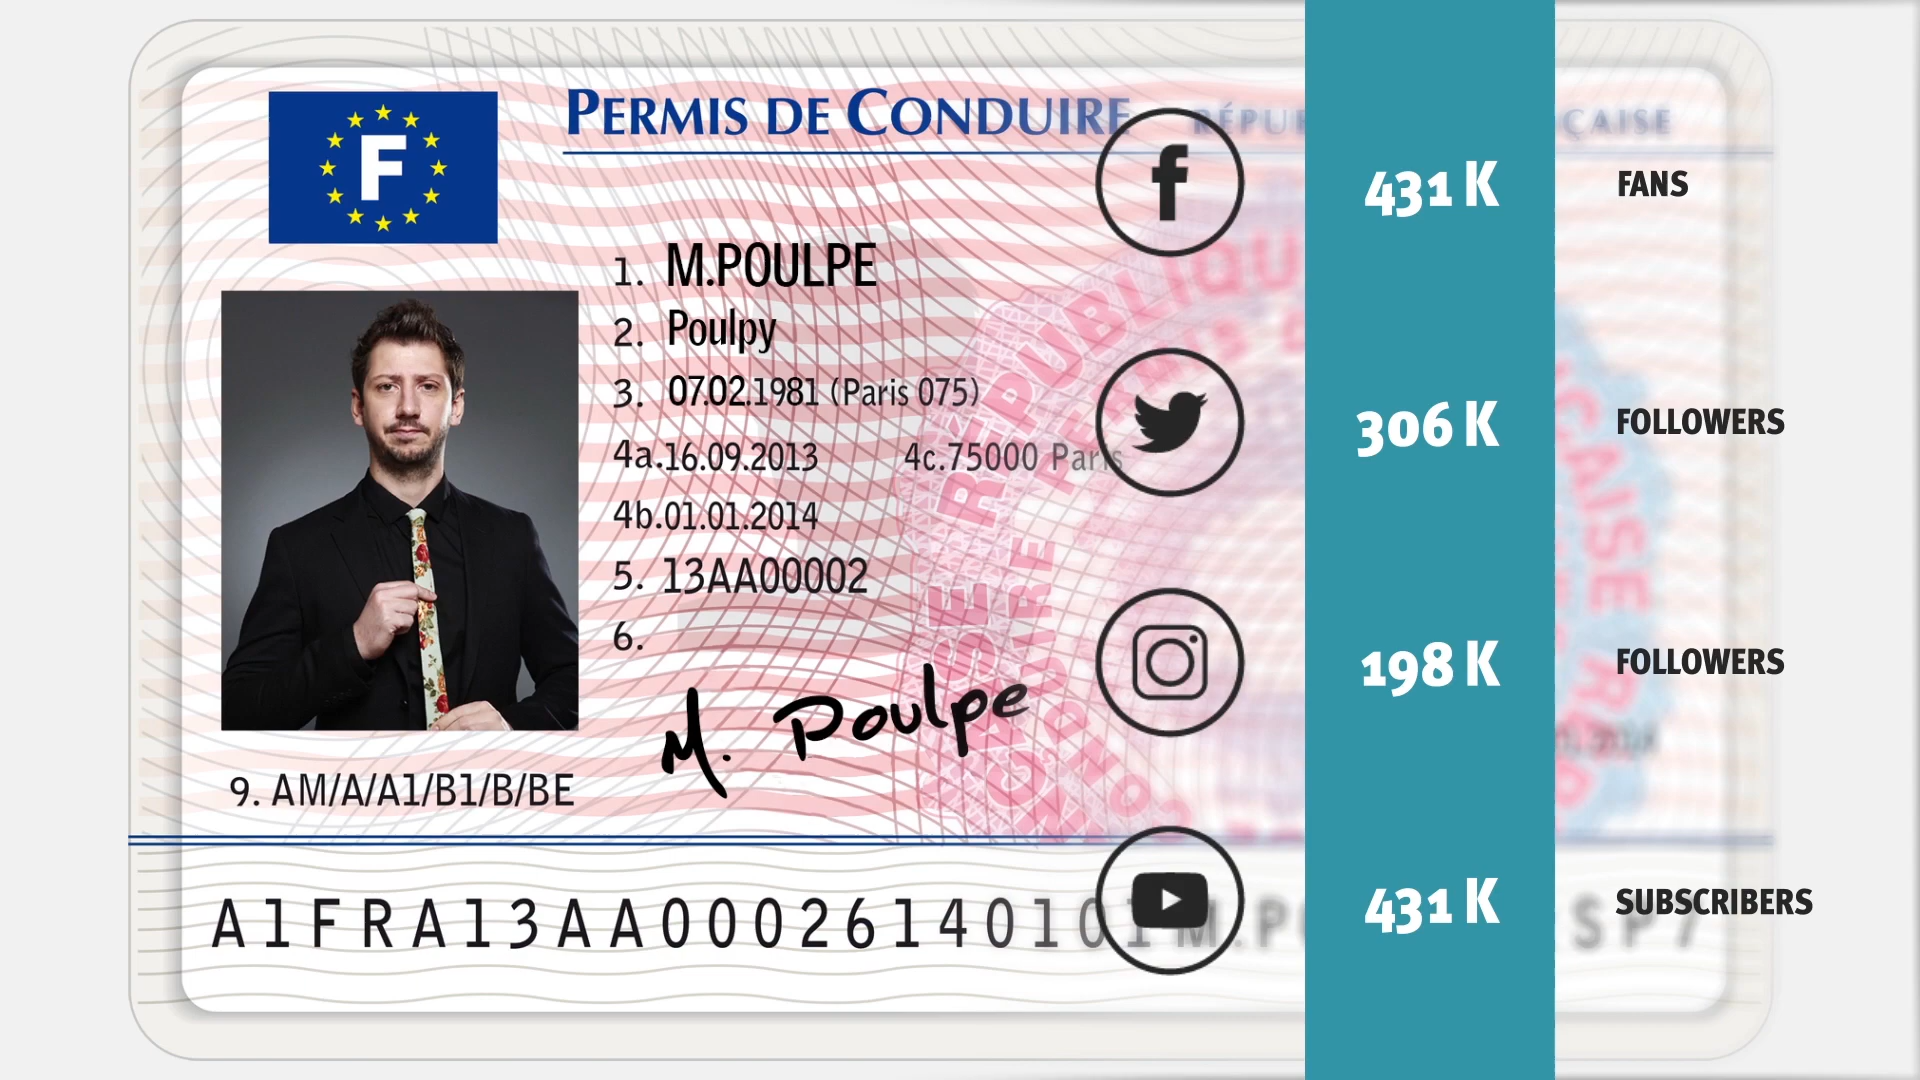 PERMIS DE CONDUIRE
F
1. M.POULPE
2. Poulpy
3. 07.02.1981 (Paris 075)
4a.16.09.2013 4c.75000 Paris
4b.01.01.2014
5. 13AA00002
6.
M. Poulpe
9. AM/A/A1/B1/B/BE
A1FRA13AA00026140101M.P
431 K FANS
306 K FOLLOWERS
198 K FOLLOWERS
431 K SUBSCRIBERS